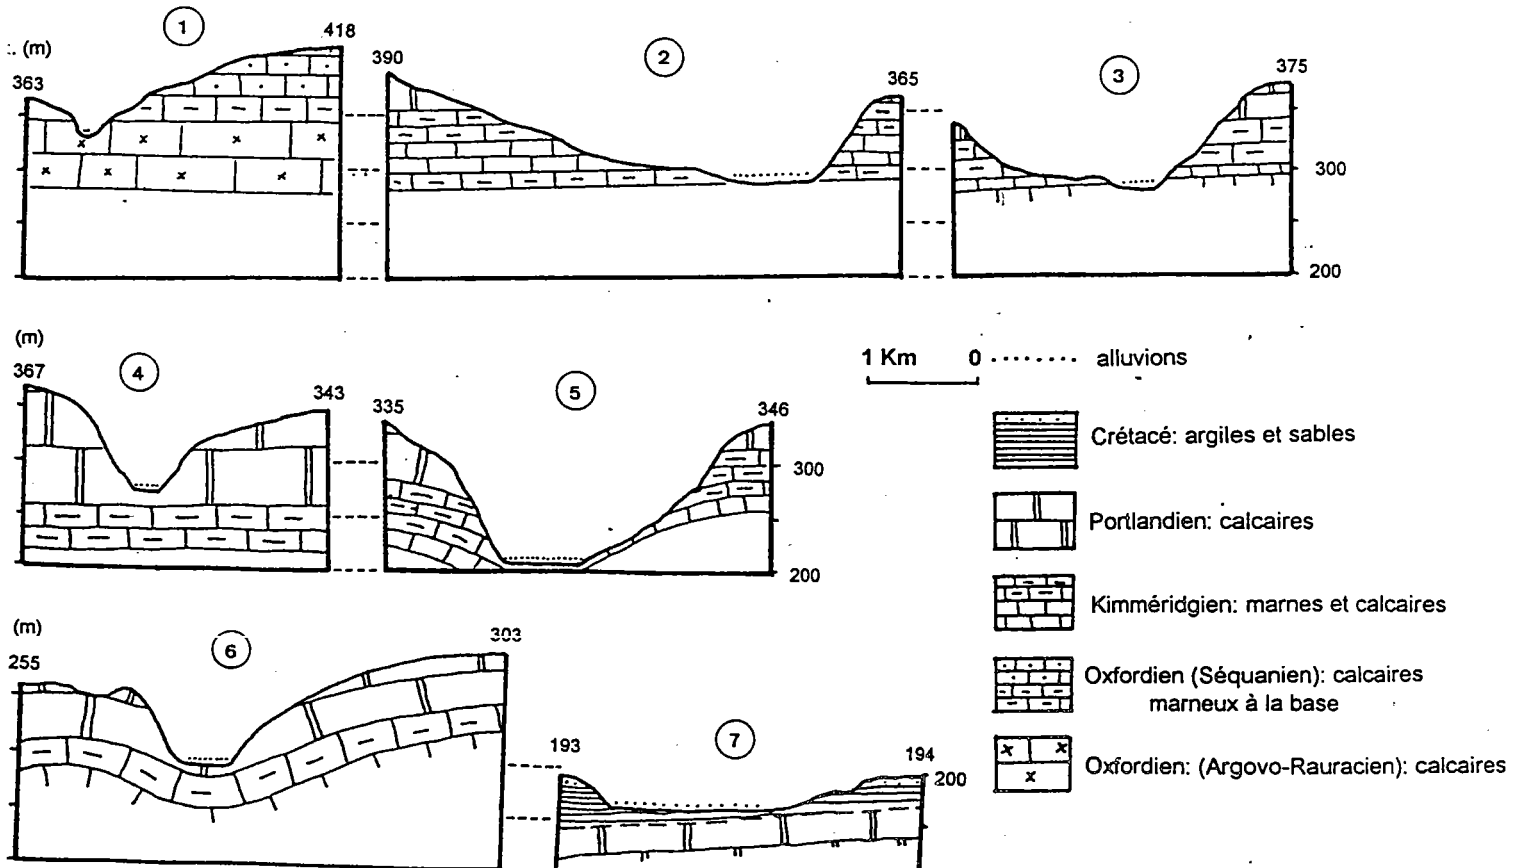 1
2
3
:. (m)
363
418
390
365
375
300
200
(m)
367
4
343
335
5
346
300
200
1 Km 0
alluvions
Crétacé: argiles et sables
Portlandien: calcaires
Kimméridgien: marnes et calcaires
Oxfordien (Séquanien): calcaires
marneux à la base
Oxfordien: (Argovo-Rauracien): calcaires
(m)
255
6
303
193
7
194
200